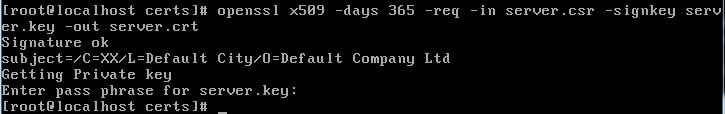 [root@localhost certs]# openssl x509 -days 365 -req -in server.csr -signkey serv
er.key -out server.crt
Signature ok
subject=/C=XX/L=Default City/O=Default Company Ltd
Getting Private key
Enter pass phrase for server.key:
[root@localhost certs]# _